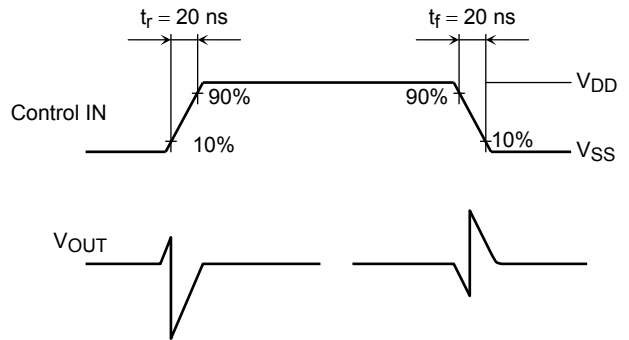 tr = 20 ns
tf = 20 ns
VDD
90%
90%
Control IN
10%
10%
VSS
VOUT